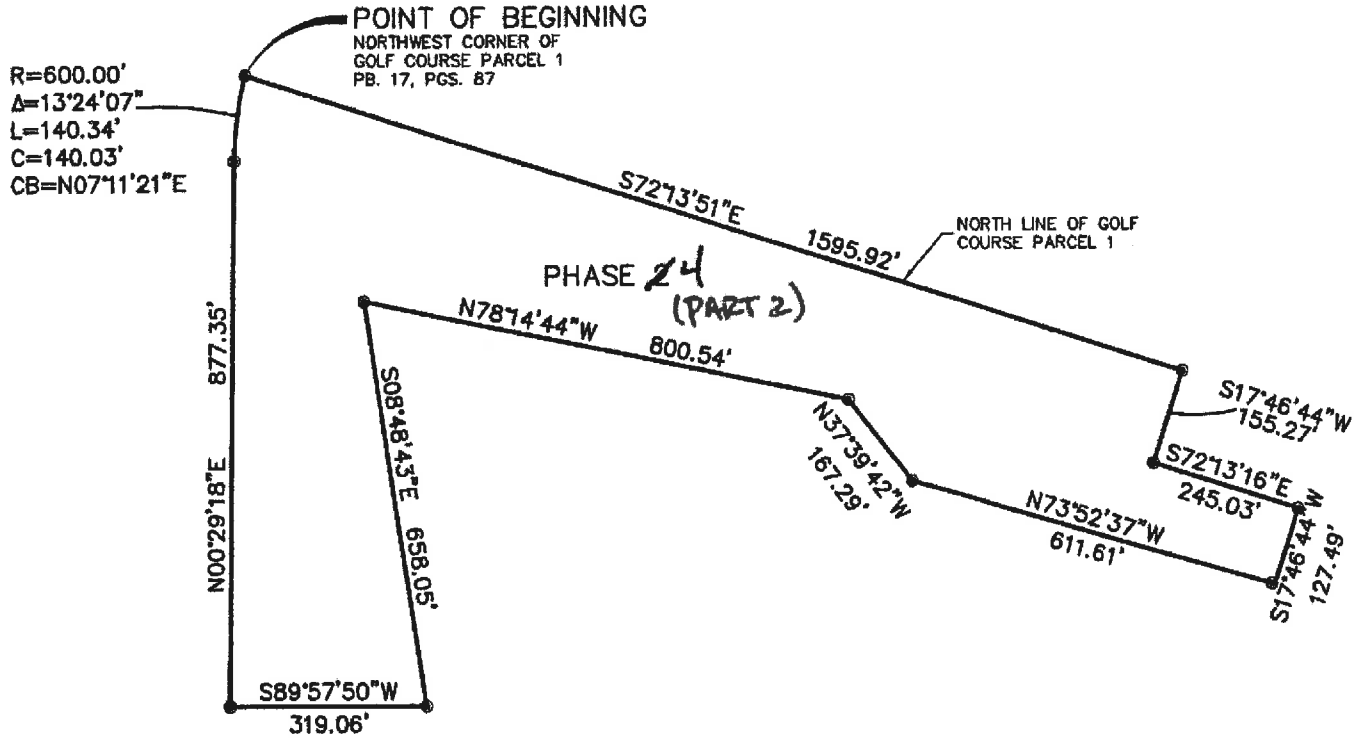 POINT OF BEGINNING
NORTHWEST CORNER OF
GOLF COURSE PARCEL 1
PB. 17, PGS. 87
R=600.00'
Δ=13°24'07"
L=140.34'
C=140.03'
CB=N07°11'21"E
S72°13'51"E
1595.92'
NORTH LINE OF GOLF
COURSE PARCEL 1
PHASE 4
(PART 2)
N78°14'44"W
800.54'
877.35'
N00°29'18"E
S08°48'43"E 658.05'
N37°39'42"W
167.29'
S17°46'44"W
155.27'
S72°13'16"E
245.03'
N73°52'37"W
611.61'
S17°46'44"W
127.49'
S89°57'50"W
319.06'